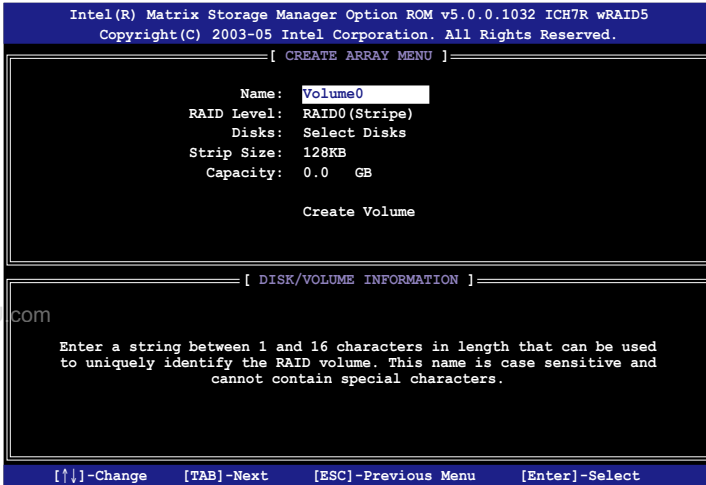 Intel(R) Matrix Storage Manager Option ROM v5.0.0.1032 ICH7R wRAID5
Copyright(C) 2003-05 Intel Corporation. All Rights Reserved.
[ CREATE ARRAY MENU ]
Name: Volume0
RAID Level: RAID0(Stripe)
Disks: Select Disks
Strip Size: 128KB
Capacity: 0.0 GB
Create Volume
[ DISK/VOLUME INFORMATION ]
.com
Enter a string between 1 and 16 characters in length that can be used
to uniquely identify the RAID volume. This name is case sensitive and
cannot contain special characters.
[↑↓]-Change [TAB]-Next [ESC]-Previous Menu [Enter]-Select